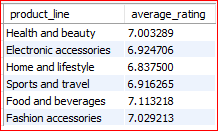 product_line average_rating
Health and beauty 7.003289
Electronic accessories 6.924706
Home and lifestyle 6.837500
Sports and travel 6.916265
Food and beverages 7.113218
Fashion accessories 7.029213